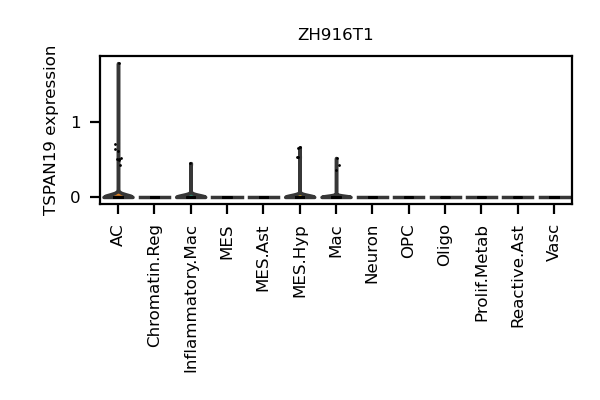 ZH916T1
TSPAN19 expression
1
0
AC
Chromatin.Reg
Inflammatory.Mac
MES
MES.Ast
MES.Hyp
Mac
Neuron
OPC
Oligo
Prolif.Metab
Reactive.Ast
Vasc